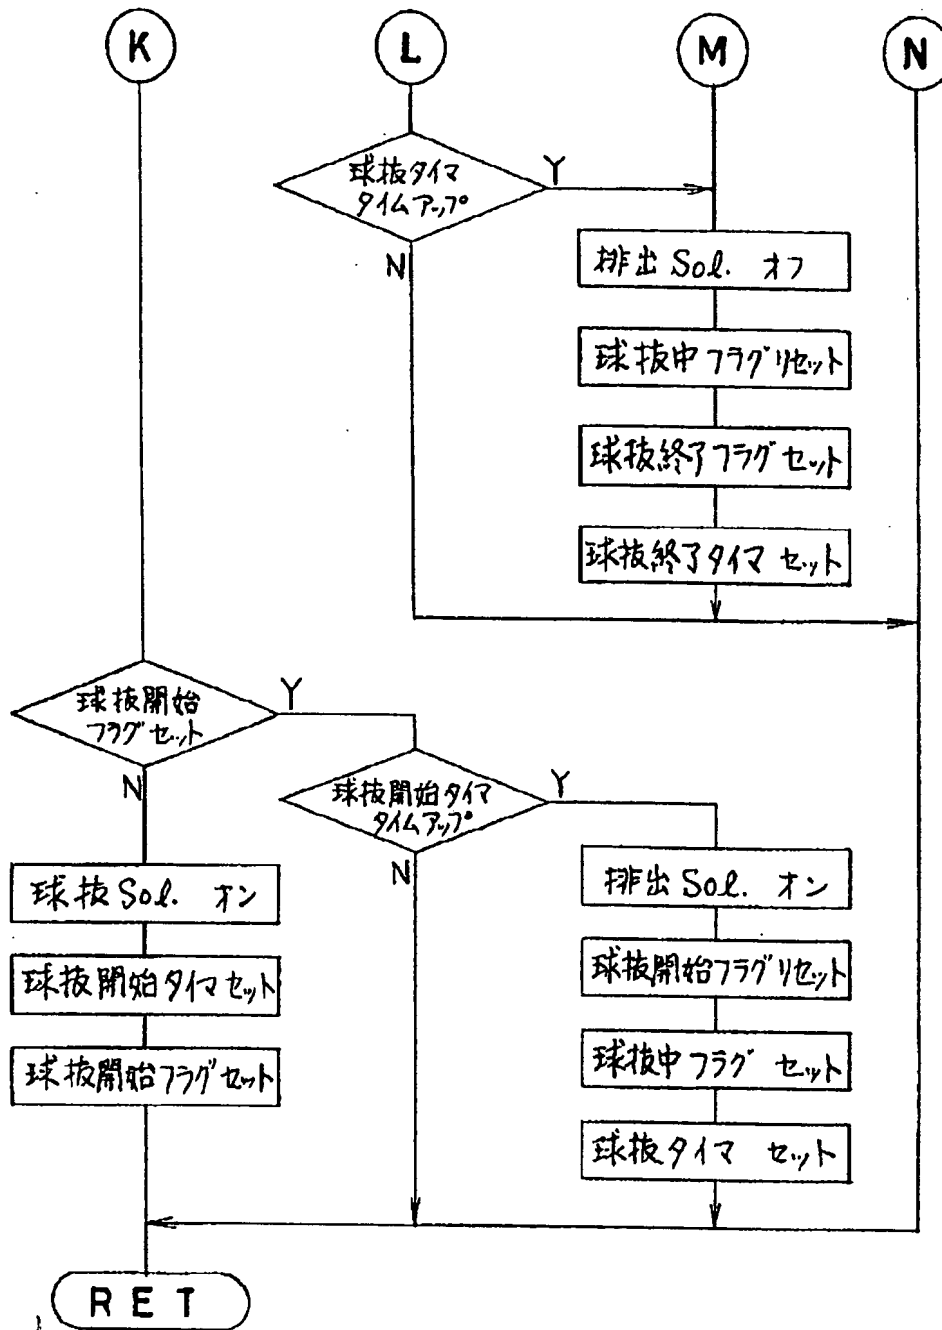 K
L
M
N
球抜タイマ
タイムアップ
Y
N
排出 Sol. オフ
球抜中フラグリセット
球抜終了フラグセット
球抜終了タイマセット
球抜開始
フラグセット
Y
N
球抜開始タイマ
タイムアップ
Y
N
球抜 Sol. オン
球抜開始タイマセット
球抜開始フラグセット
排出 Sol. オン
球抜開始フラグリセット
球抜中フラグ セット
球抜タイマ セット
RET